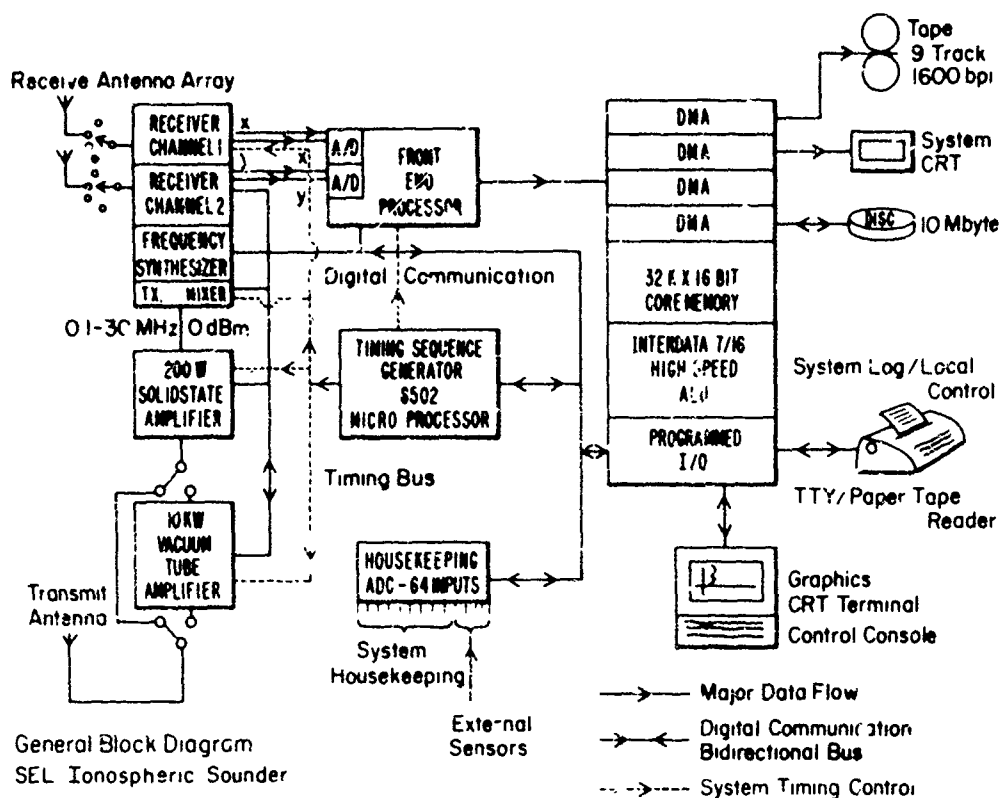 Tape
9 Track
1600 bpi
Receive Antenna Array
RECEIVER
CHANNEL 1
x
x
y
A/D
A/D
FRONT
END
PROCESSOR
DMA
DMA
DMA
DMA
System
CRT
DISC
10 Mbyte
RECEIVER
CHANNEL 2
FREQUENCY
SYNTHESIZER
TX. MIXER
Digital Communication
32 K X 16 BIT
CORE MEMORY
0.1-30 MHz 0 dBm
200 W
SOLIDSTATE
AMPLIFIER
TIMING SEQUENCE
GENERATOR
6502
MICRO PROCESSOR
INTERDATA 7/16
HIGH SPEED
ALU
System Log/Local
Control
PROGRAMMED
I/O
Timing Bus
TTY/Paper Tape
Reader
10 KW
VACUUM
TUBE
AMPLIFIER
HOUSEKEEPING
ADC-64 INPUTS
Transmit
Antenna
Graphics
CRT Terminal
Control Console
System
Housekeeping
External
Sensors
Major Data Flow
Digital Communication
Bidirectional Bus
System Timing Control
General Block Diagram
SEL Ionospheric Sounder